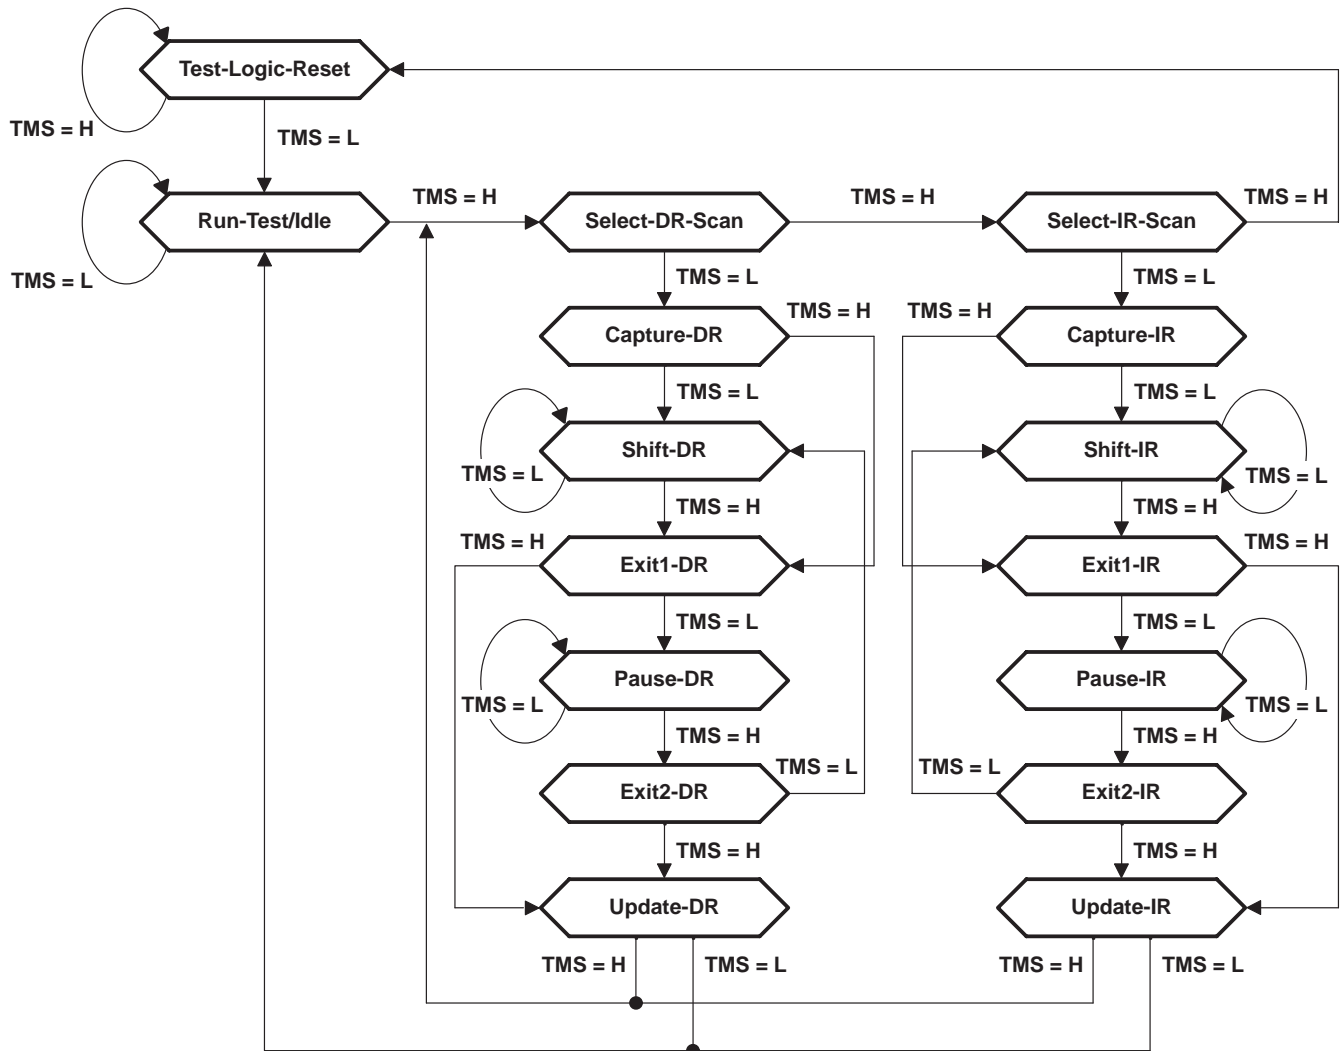 Test-Logic-Reset
TMS = H
TMS = L
TMS = H
TMS = H
TMS = H
Run-Test/Idle
Select-DR-Scan
Select-IR-Scan
TMS = L
TMS = L
TMS = L
TMS = H
TMS = H
Capture-DR
Capture-IR
TMS = L
TMS = L
Shift-DR
Shift-IR
TMS = L
TMS = L
TMS = H
TMS = H
TMS = H
TMS = H
Exit1-DR
Exit1-IR
TMS = L
TMS = L
Pause-DR
Pause-IR
TMS = L
TMS = L
TMS = H
TMS = H
TMS = L
TMS = L
Exit2-DR
Exit2-IR
TMS = H
TMS = H
Update-DR
Update-IR
TMS = H
TMS = L
TMS = H
TMS = L